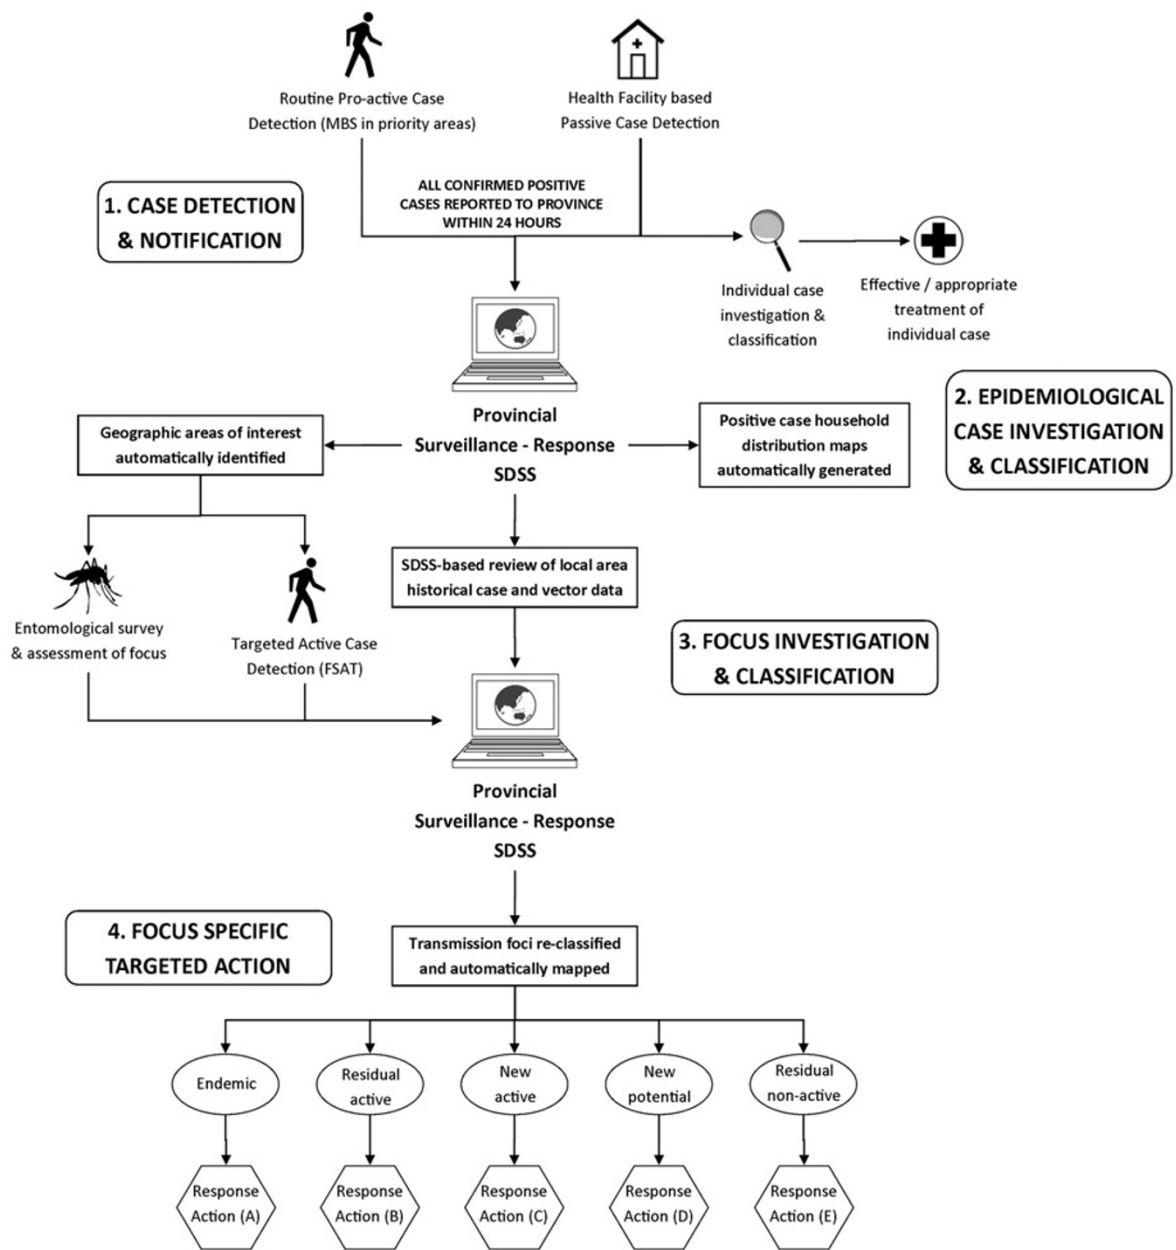 Routine Pro-active Case
Detection (MBS in priority areas)
Health Facility based
Passive Case Detection
ALL CONFIRMED POSITIVE
CASES REPORTED TO PROVINCE
WITHIN 24 HOURS
1. CASE DETECTION
& NOTIFICATION
Individual case
investigation &
classification
Effective / appropriate
treatment of
individual case
2. EPIDEMIOLOGICAL
CASE INVESTIGATION
& CLASSIFICATION
Provincial
Surveillance - Response
SDSS
Geographic areas of interest
automatically identified
Positive case household
distribution maps
automatically generated
SDSS-based review of local area
historical case and vector data
Entomological survey
& assessment of focus
Targeted Active Case
Detection (FSAT)
3. FOCUS INVESTIGATION
& CLASSIFICATION
Provincial
Surveillance - Response
SDSS
4. FOCUS SPECIFIC
TARGETED ACTION
Transmission foci re-classified
and automatically mapped
Endemic
Residual
active
New
active
New
potential
Residual
non-active
Response
Action (A)
Response
Action (B)
Response
Action (C)
Response
Action (D)
Response
Action (E)